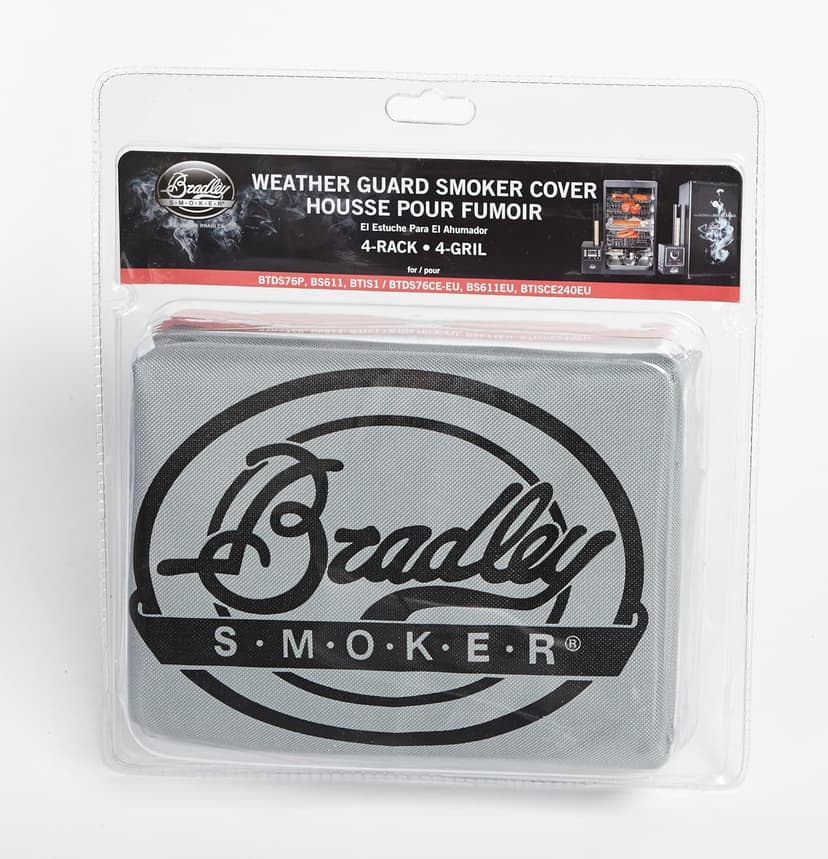 Bradley
S·M·O·K·E·R®
WEATHER GUARD SMOKER COVER
HOUSSE POUR FUMOIR
El Estuche Para El Ahumador
4-RACK • 4-GRIL
for / pour
BTDS76P, BS611, BTIS1 / BTDS76CE-EU, BS611EU, BTISCE240EU
Bradley
S·M·O·K·E·R®